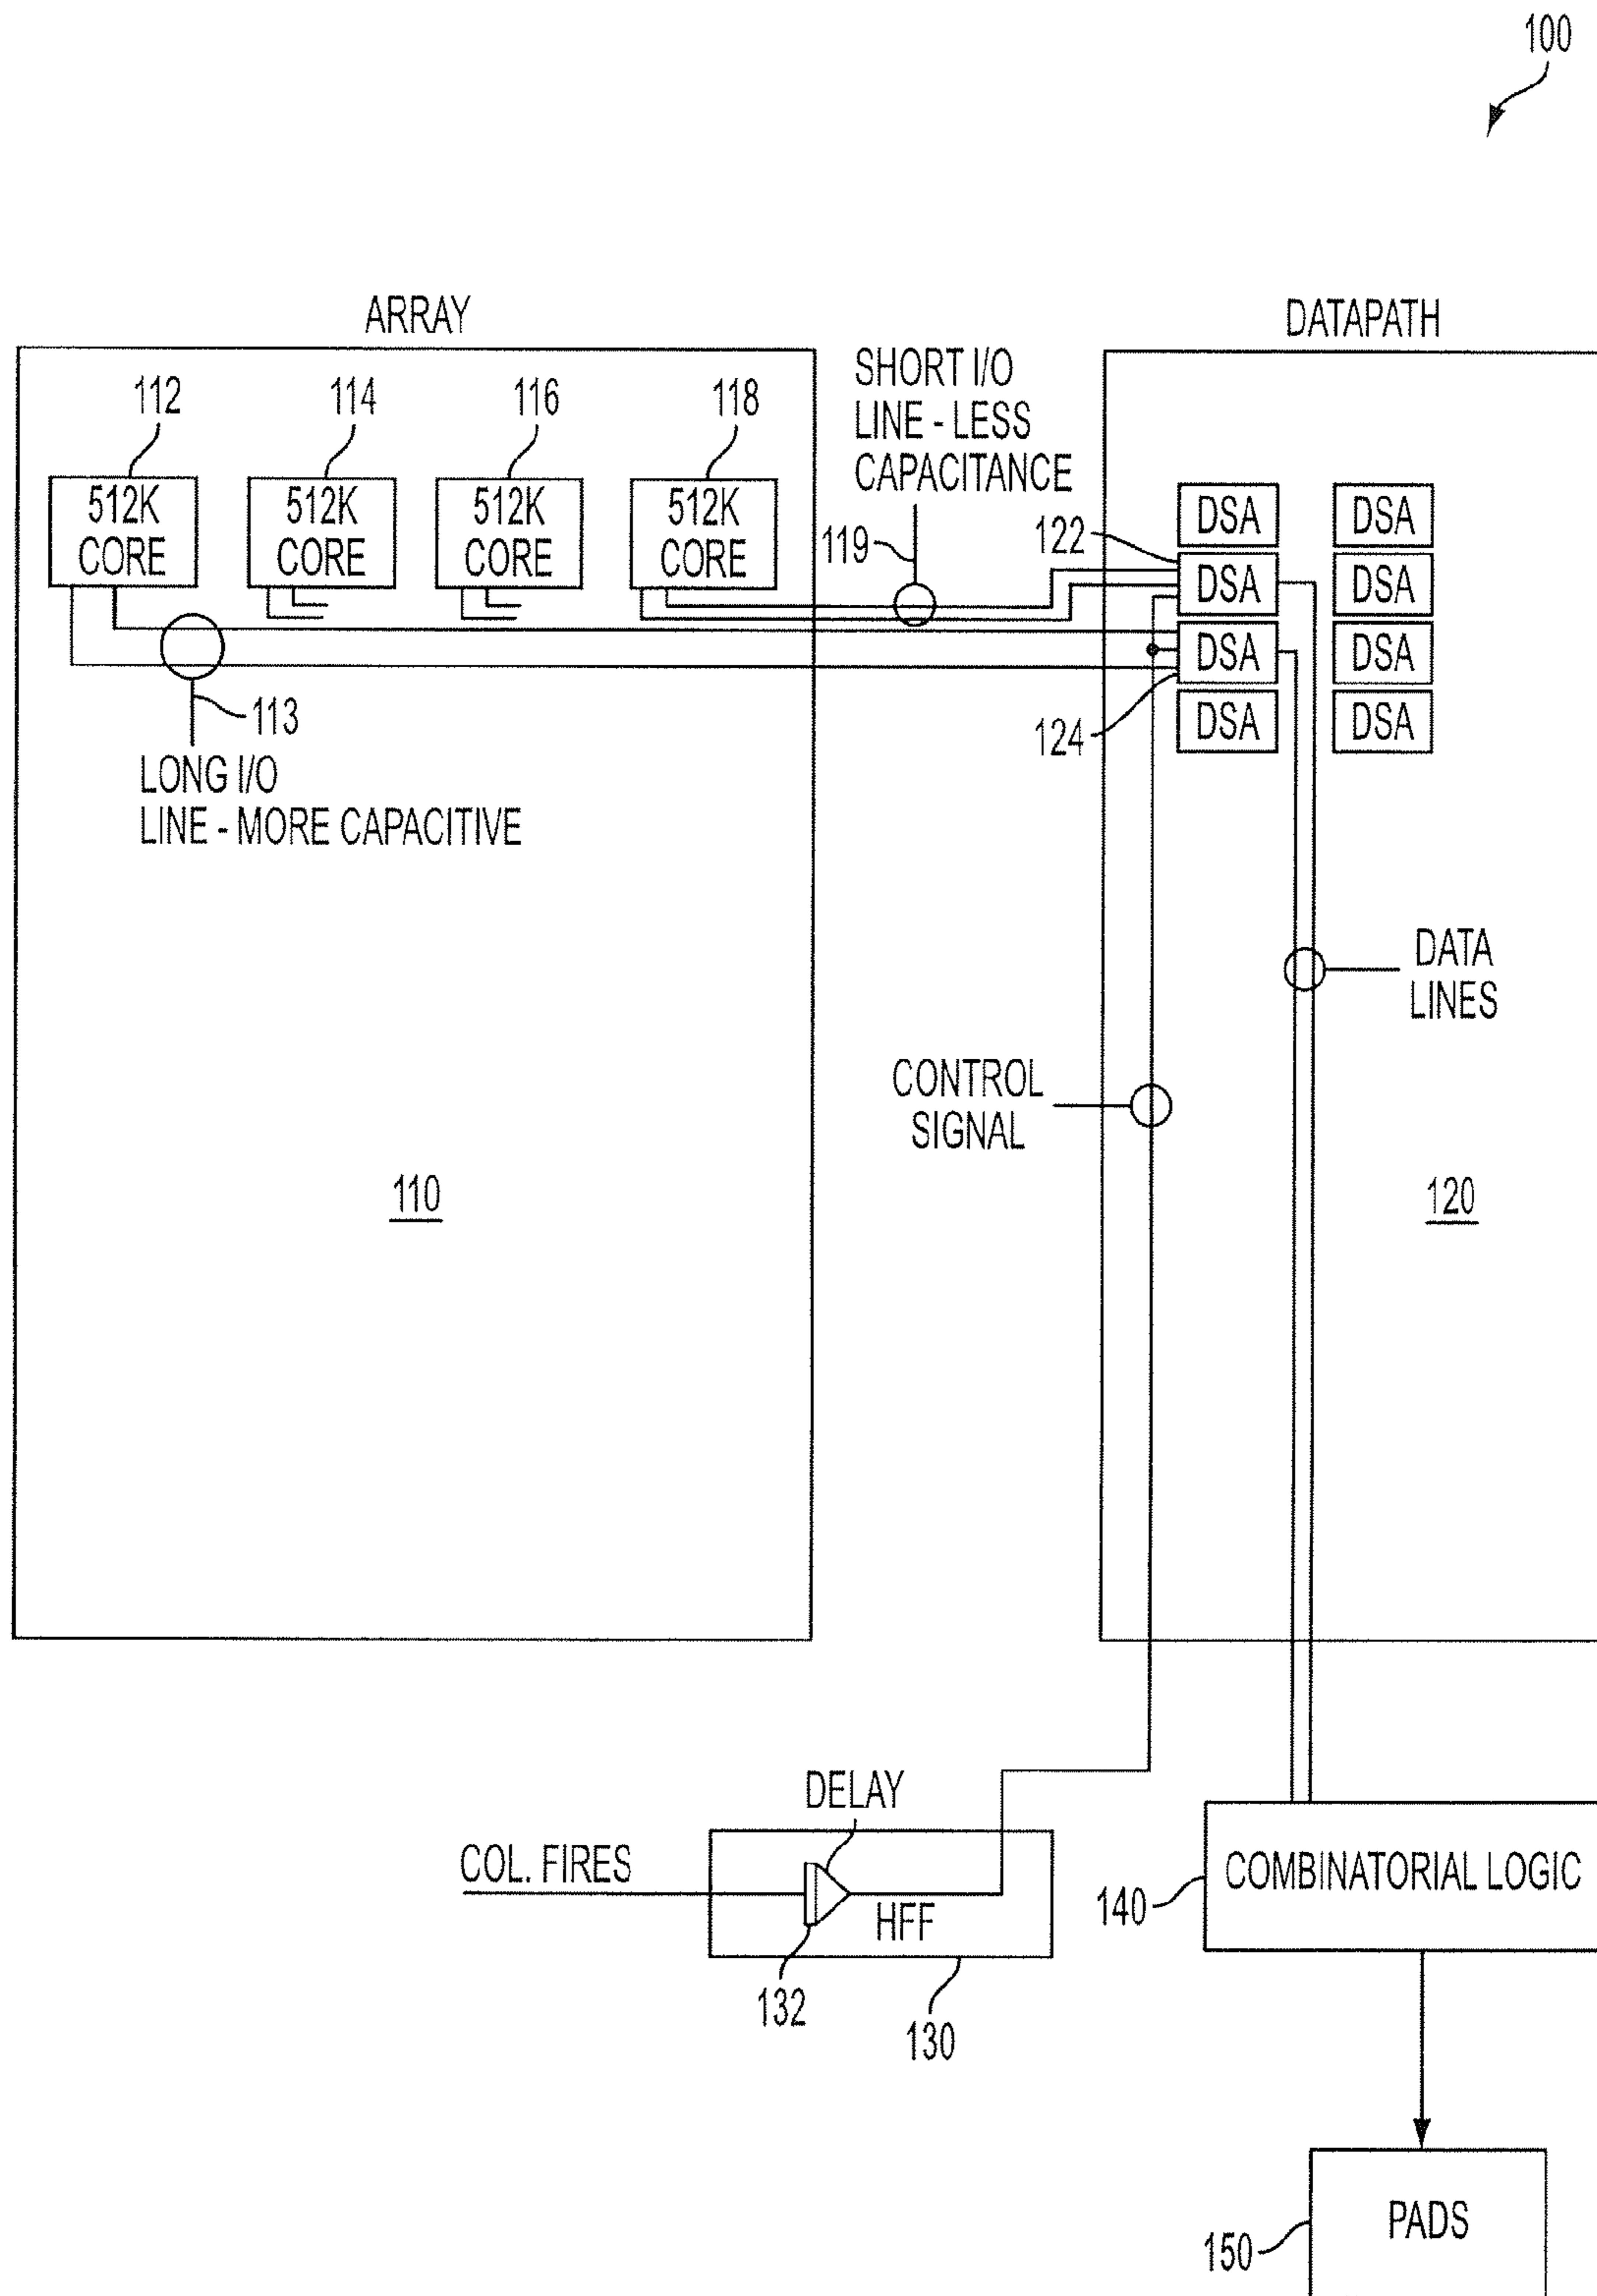 100
ARRAY
DATAPATH
112
114
116
118
SHORT I/O
LINE - LESS
CAPACITANCE
512K
CORE
512K
CORE
512K
CORE
512K
CORE
119
122
DSA
DSA
DSA
DSA
DSA
DSA
DSA
DSA
124
113
LONG I/O
LINE - MORE CAPACITIVE
DATA
LINES
CONTROL
SIGNAL
110
120
DELAY
COL. FIRES
HFF
132
130
COMBINATORIAL LOGIC
140
PADS
150